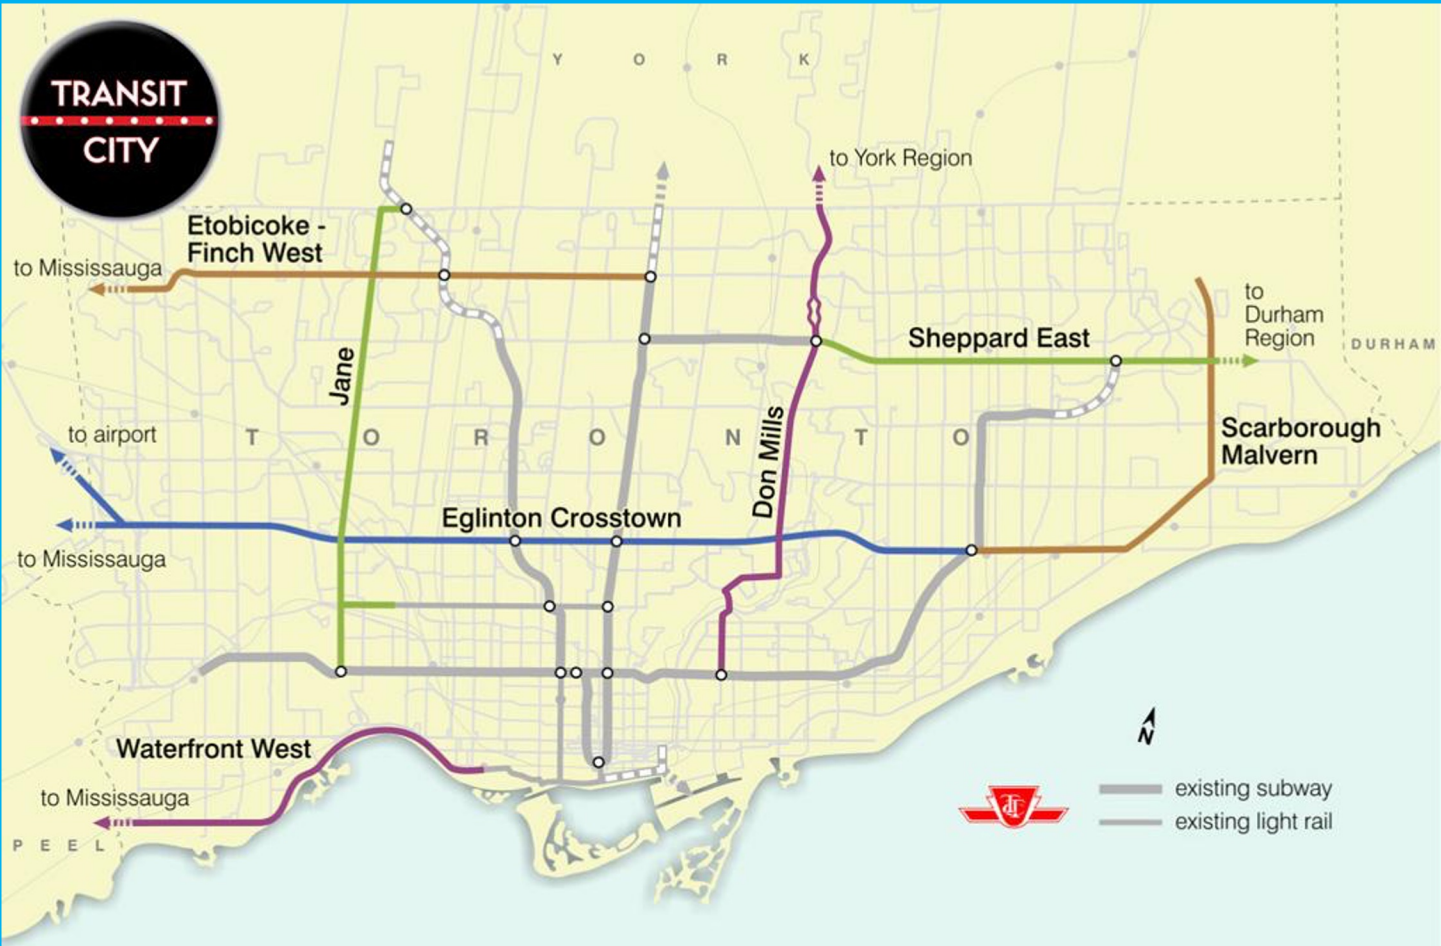 TRANSIT
CITY
Y O R K
to York Region
Etobicoke -
Finch West
to Mississauga
to
Durham
Region
Sheppard East
DURHAM
Jane
Don Mills
Scarborough
Malvern
to airport
T O R O N T O
Eglinton Crosstown
to Mississauga
N
Waterfront West
to Mississauga
existing subway
TTC
existing light rail
P E E L